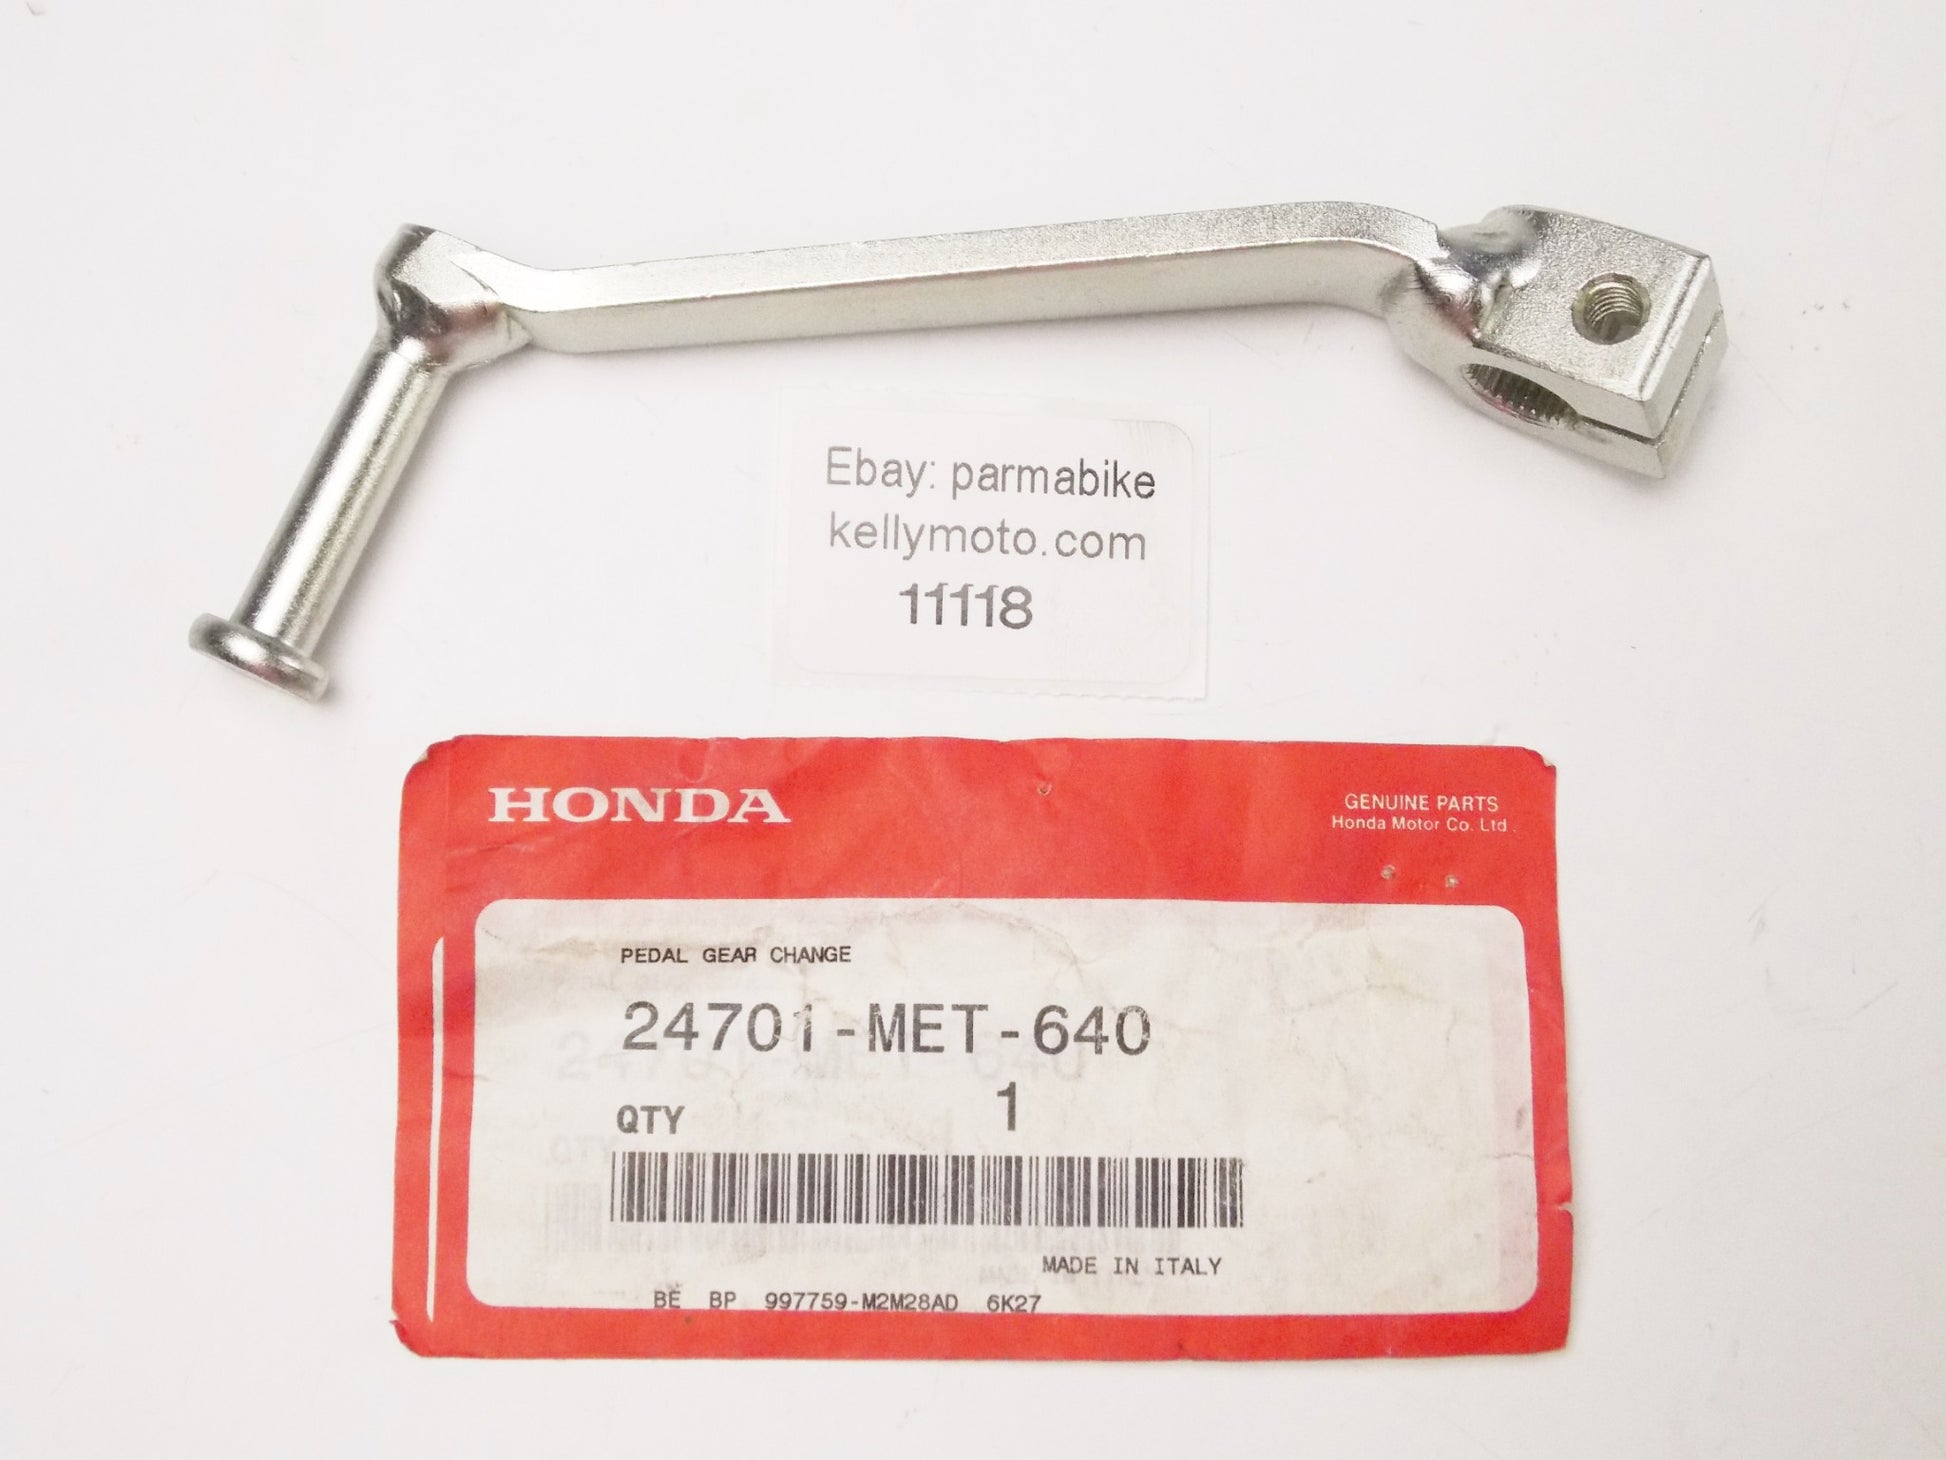 Ebay: parmabike
kellymoto.com
11118
HONDA
GENUINE PARTS
Honda Motor Co. Ltd.
PEDAL GEAR CHANGE
24701-MET-640
QTY 1
MADE IN ITALY
BE BP 997759-M2M28AD 6K27